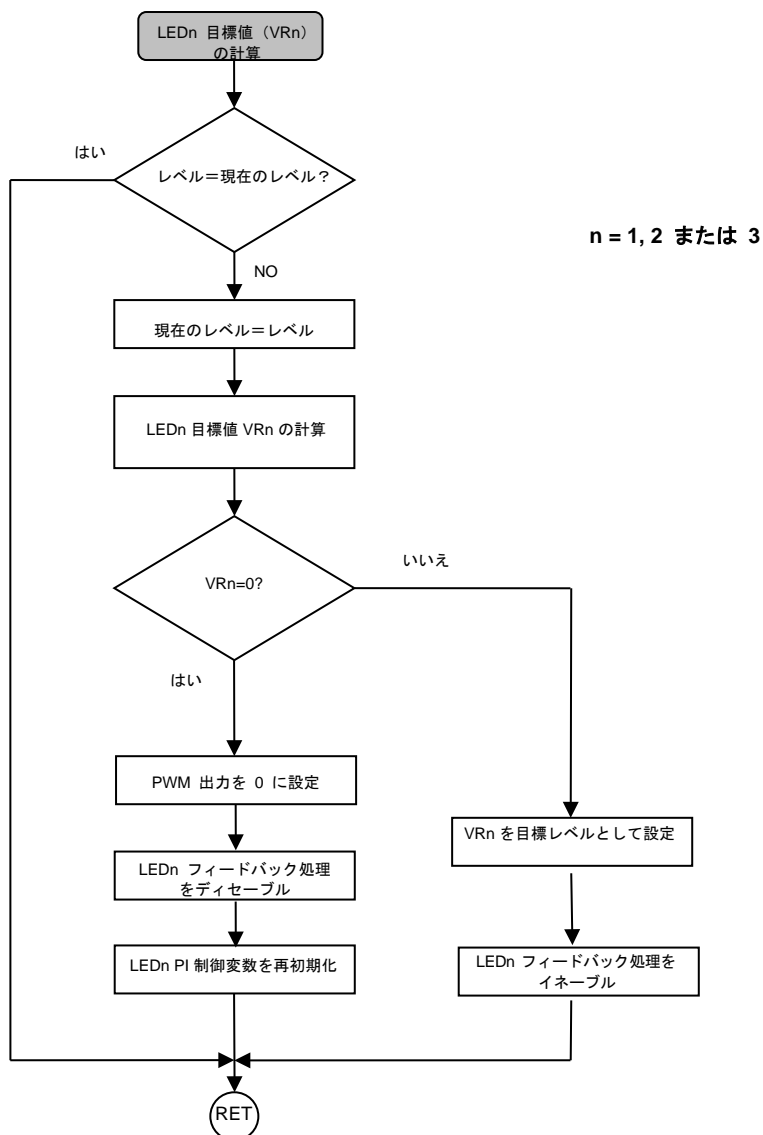 LEDn 目標値（VRn）
の計算
はい
レベル＝現在のレベル？
n = 1, 2 または 3
NO
現在のレベル＝レベル
LEDn 目標値 VRn の計算
VRn=0?
いいえ
はい
PWM 出力を 0 に設定
VRn を目標レベルとして設定
LEDn フィードバック処理
をディセーブル
LEDn PI 制御変数を再初期化
LEDn フィードバック処理を
イネーブル
RET